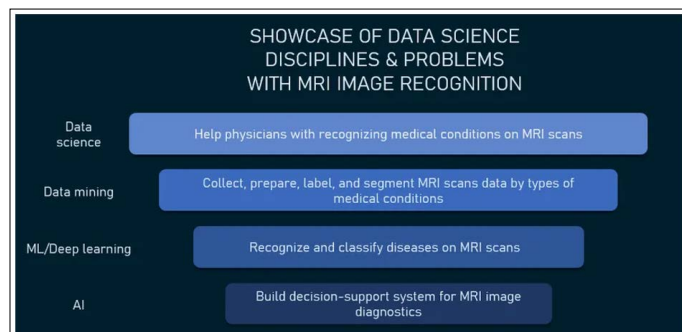 SHOWCASE OF DATA SCIENCE
DISCIPLINES & PROBLEMS
WITH MRI IMAGE RECOGNITION
Data
science
Help physicians with recognizing medical conditions on MRI scans
Data mining
Collect, prepare, label, and segment MRI scans data by types of
medical conditions
ML/Deep learning
Recognize and classify diseases on MRI scans
AI
Build decision-support system for MRI image
diagnostics